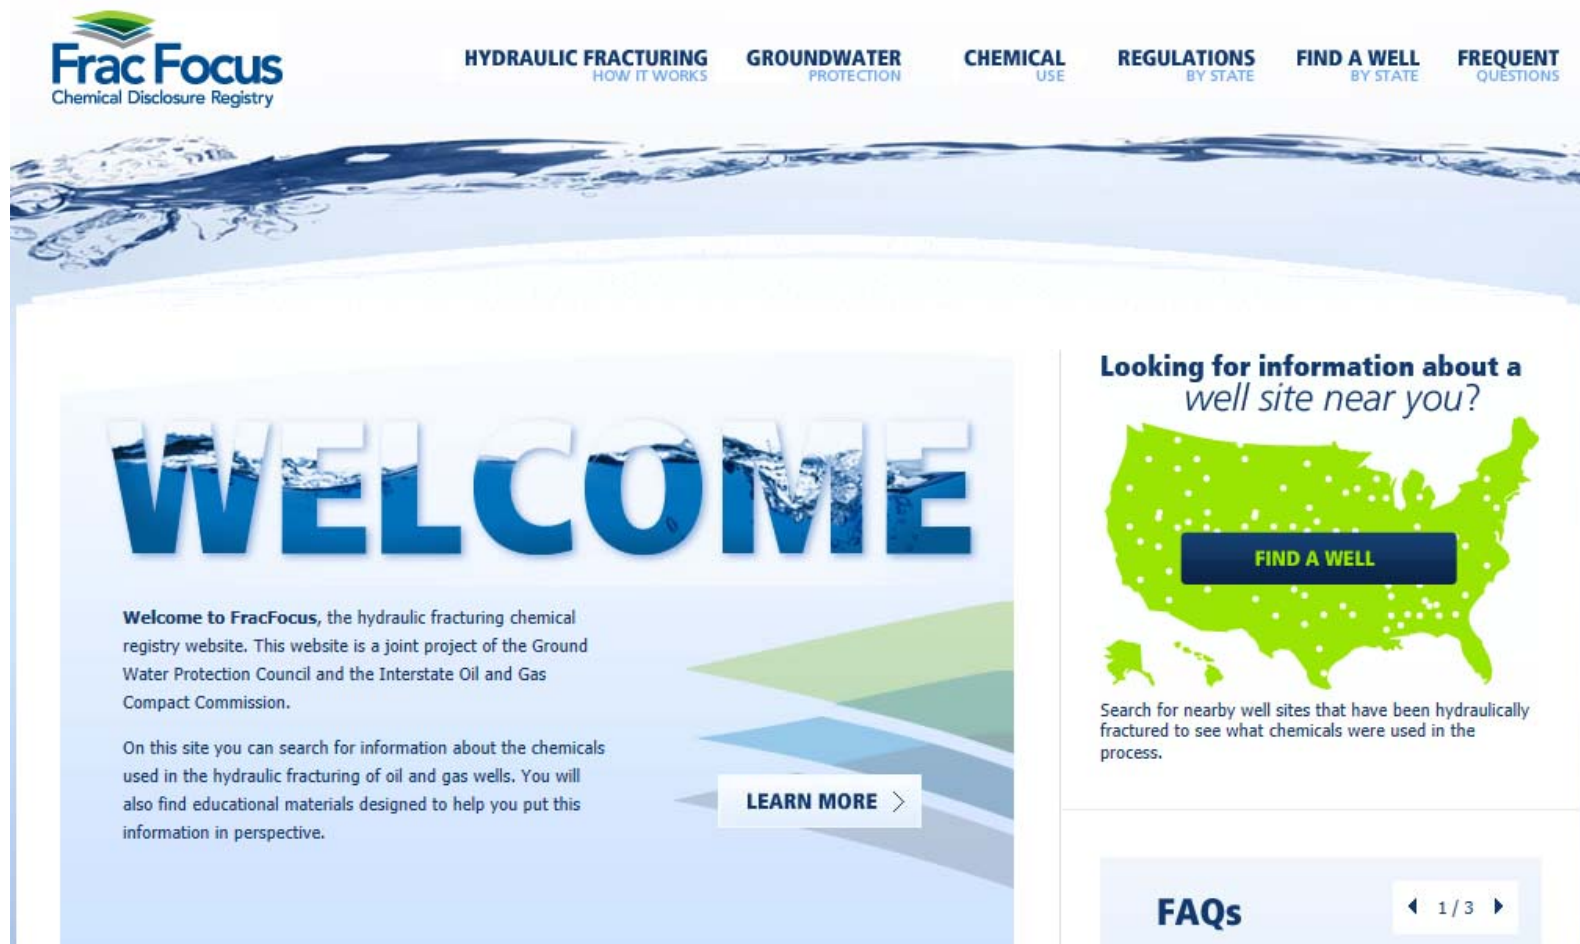 Frac Focus
Chemical Disclosure Registry
HYDRAULIC FRACTURING
HOW IT WORKS
GROUNDWATER
PROTECTION
CHEMICAL
USE
REGULATIONS
BY STATE
FIND A WELL
BY STATE
FREQUENT
QUESTIONS
WELCOME
Welcome to FracFocus, the hydraulic fracturing chemical
registry website. This website is a joint project of the Ground
Water Protection Council and the Interstate Oil and Gas
Compact Commission.
On this site you can search for information about the chemicals
used in the hydraulic fracturing of oil and gas wells. You will
also find educational materials designed to help you put this
information in perspective.
LEARN MORE
Looking for information about a
well site near you?
FIND A WELL
Search for nearby well sites that have been hydraulically
fractured to see what chemicals were used in the
process.
FAQs
1 / 3